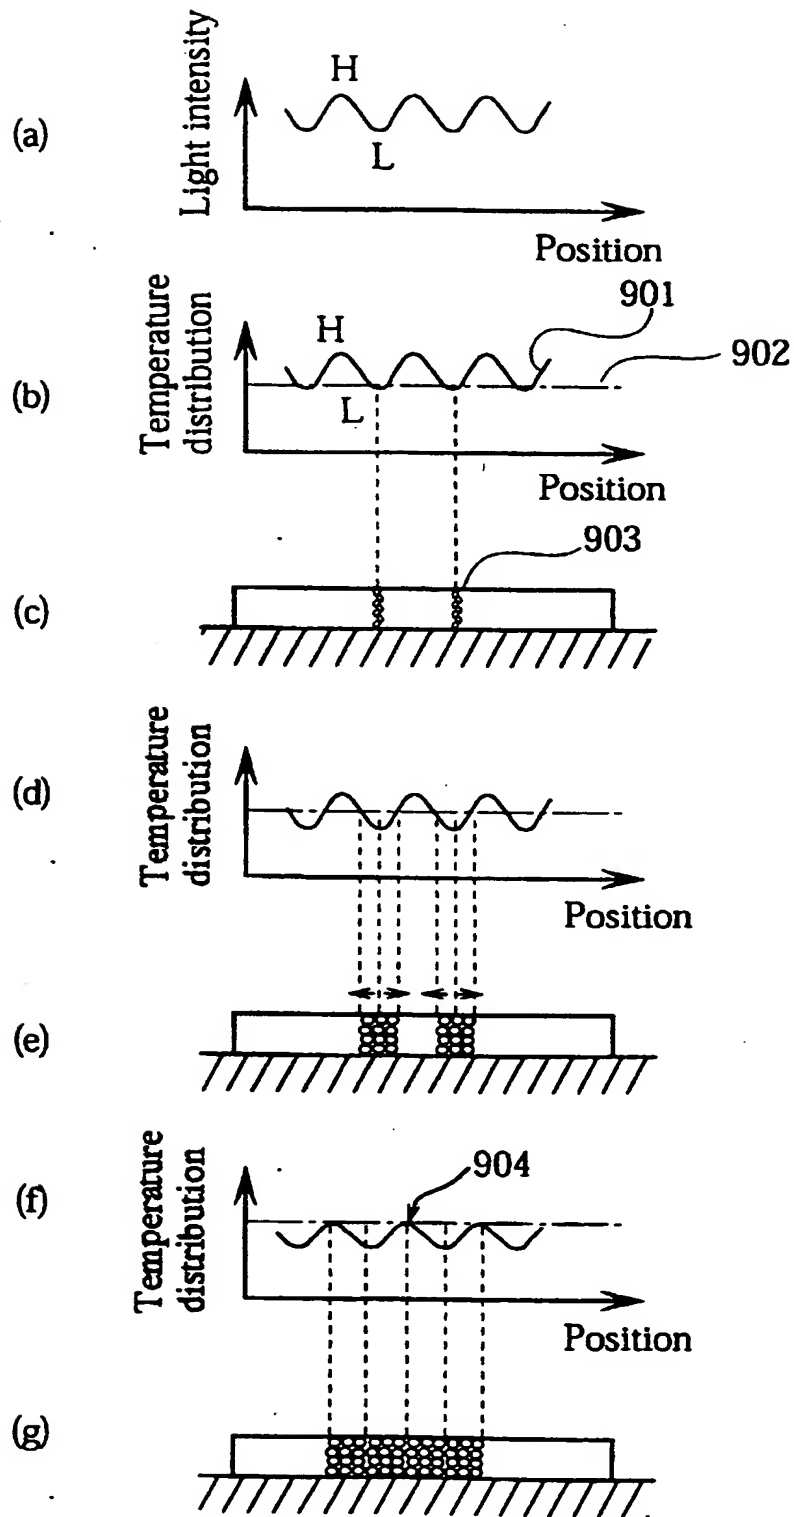 (a)
Light intensity
H
L
Position
(b)
Temperature
distribution
H
L
901
902
Position
(c)
903
(d)
Temperature
distribution
Position
(e)
(f)
Temperature
distribution
904
Position
(g)